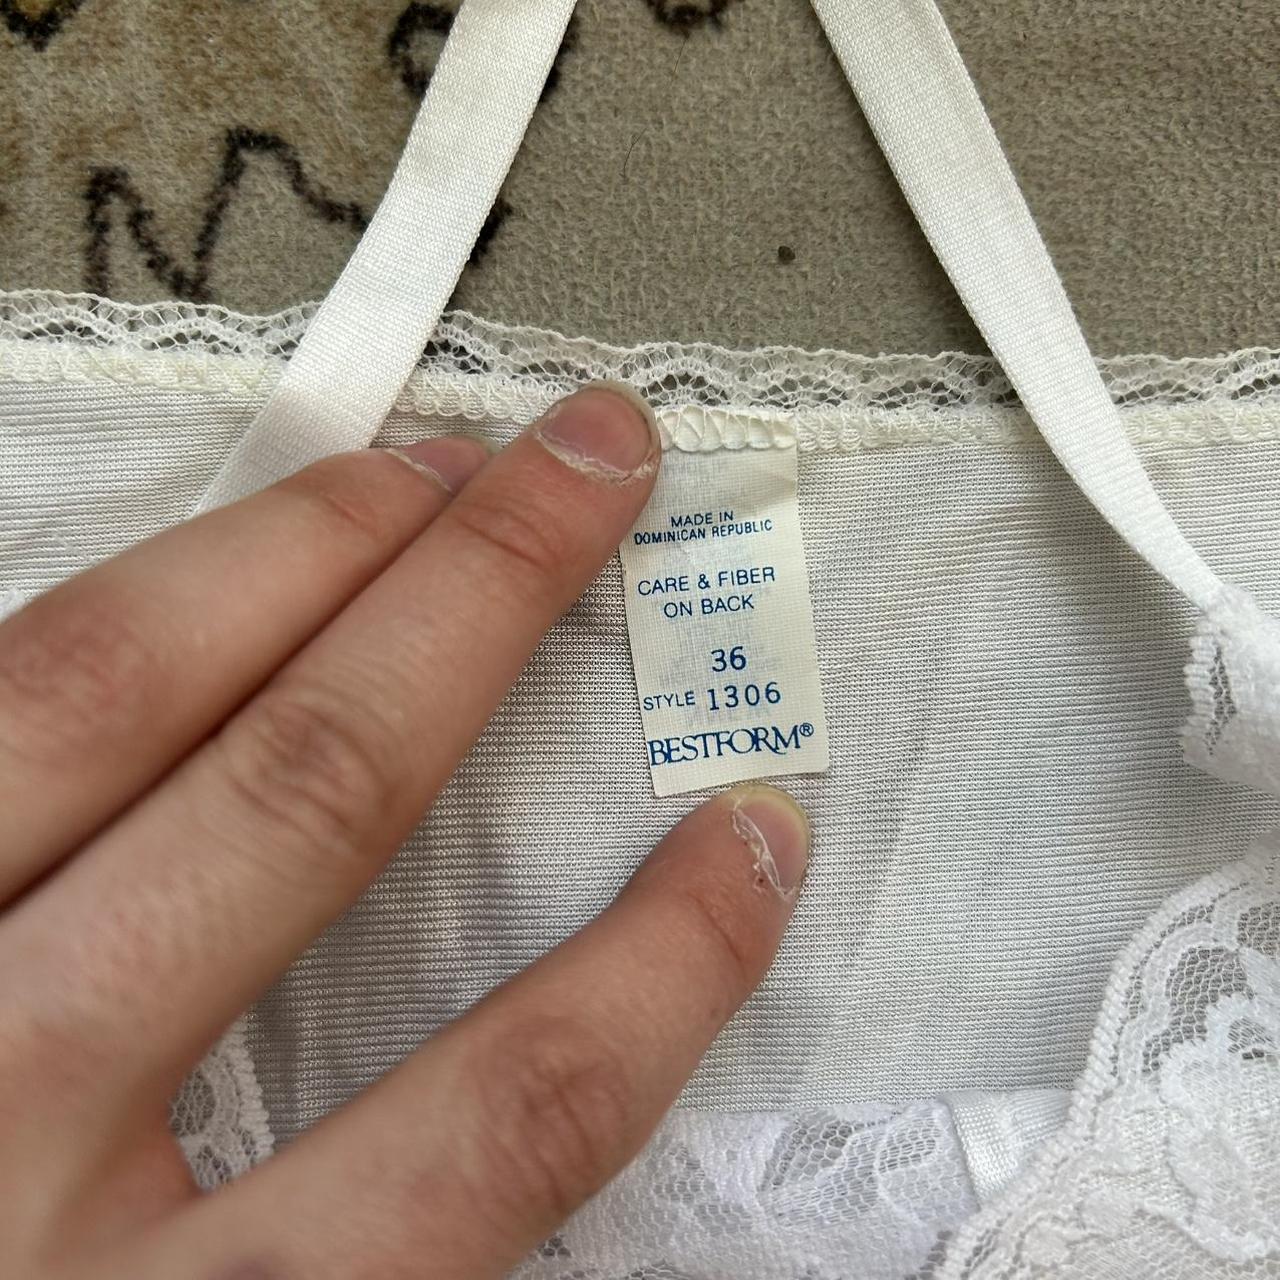 MADE IN
DOMINICAN REPUBLIC
CARE & FIBER
ON BACK
36
STYLE 1306
BESTFORM®